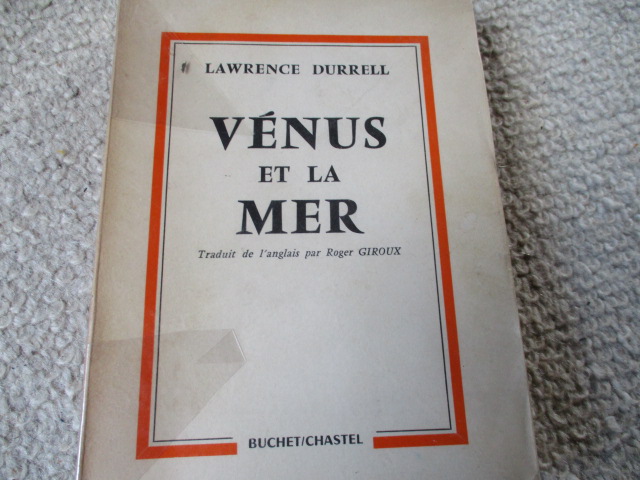 LAWRENCE DURRELL
VÉNUS
ET LA
MER
Traduit de l'anglais par Roger GIROUX
BUCHET/CHASTEL